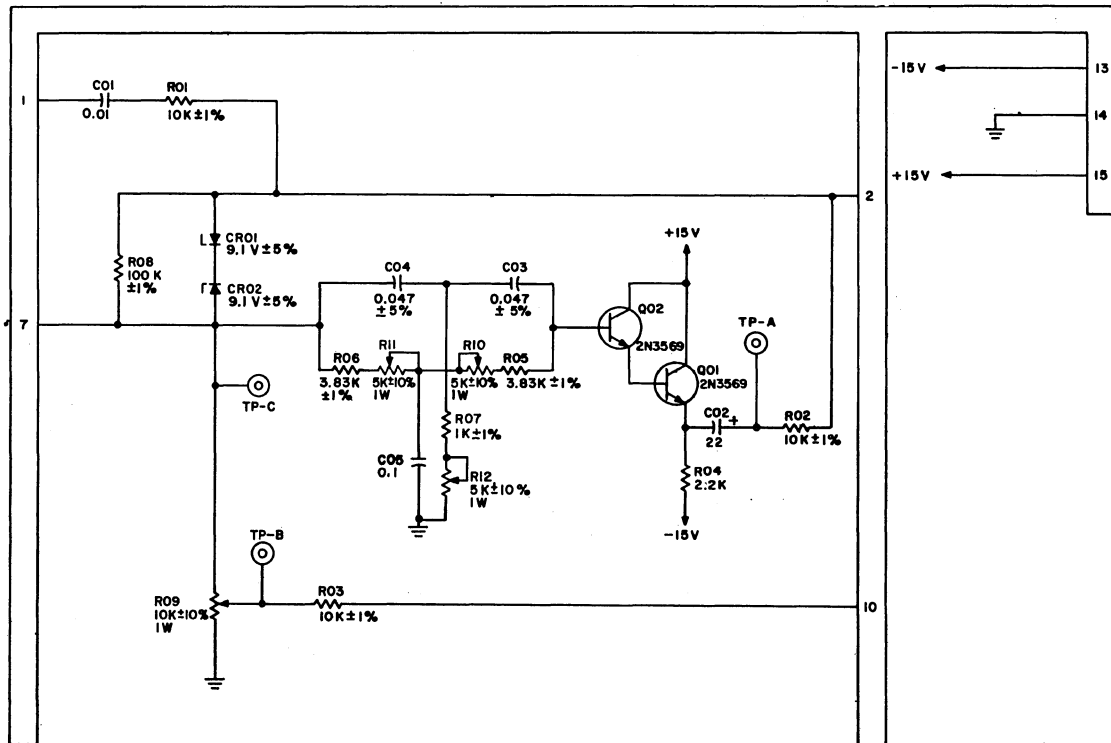 C01
0.01
R01
10K±1%
1
-15V
13
14
+15V
15
2
R08
100 K
±1%
CR01
9.1 V±5%
CR02
9.1V±5%
7
C04
0.047
±5%
C03
0.047
±5%
+15V
Q02
2N3569
Q01
2N3569
TP-A
R06
3.83K
±1%
R11
5K±10%
1W
R10
5K±10%
1W
R05
3.83K±1%
TP-C
C02
+
22
R02
10K±1%
R07
1K±1%
C05
0.1
R12
5K±10%
1W
R04
2.2K
-15V
TP-B
R09
10K±10%
1W
R03
10K±1%
10